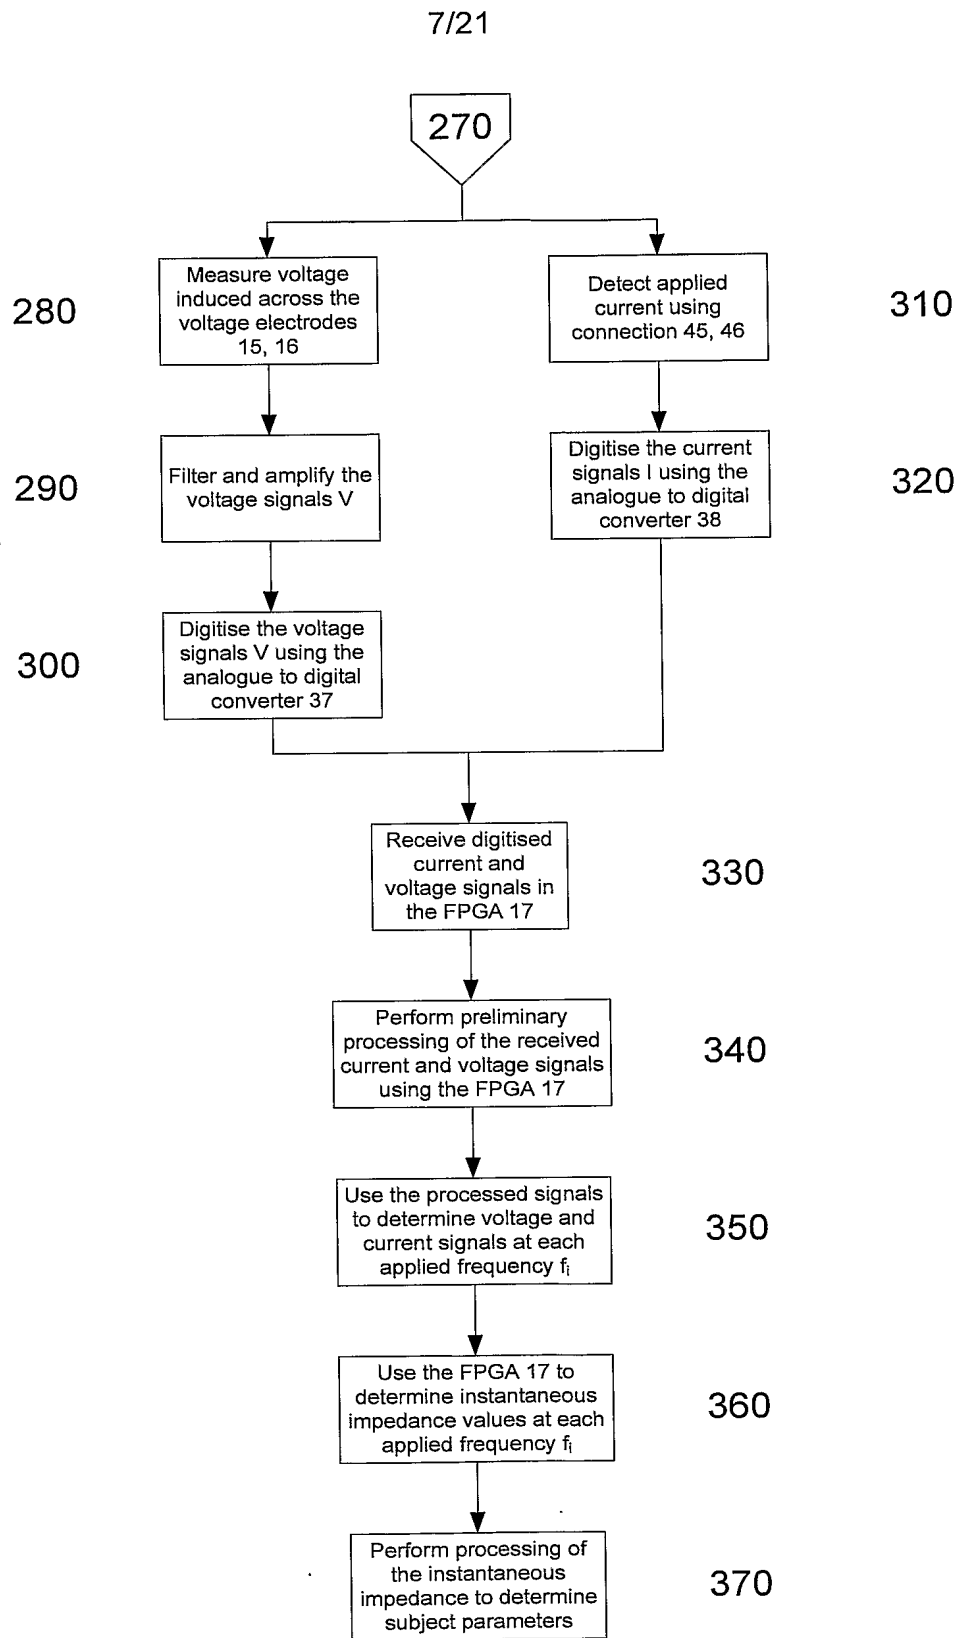 7/21
270
280
Measure voltage
induced across the
voltage electrodes
15, 16
Detect applied
current using
connection 45, 46
310
290
Filter and amplify the
voltage signals V
Digitise the current
signals I using the
analogue to digital
converter 38
320
300
Digitise the voltage
signals V using the
analogue to digital
converter 37
Receive digitised
current and
voltage signals in
the FPGA 17
330
Perform preliminary
processing of the received
current and voltage signals
using the FPGA 17
340
Use the processed signals
to determine voltage and
current signals at each
applied frequency fᵢ
350
Use the FPGA 17 to
determine instantaneous
impedance values at each
applied frequency fᵢ
360
Perform processing of
the instantaneous
impedance to determine
subject parameters
370